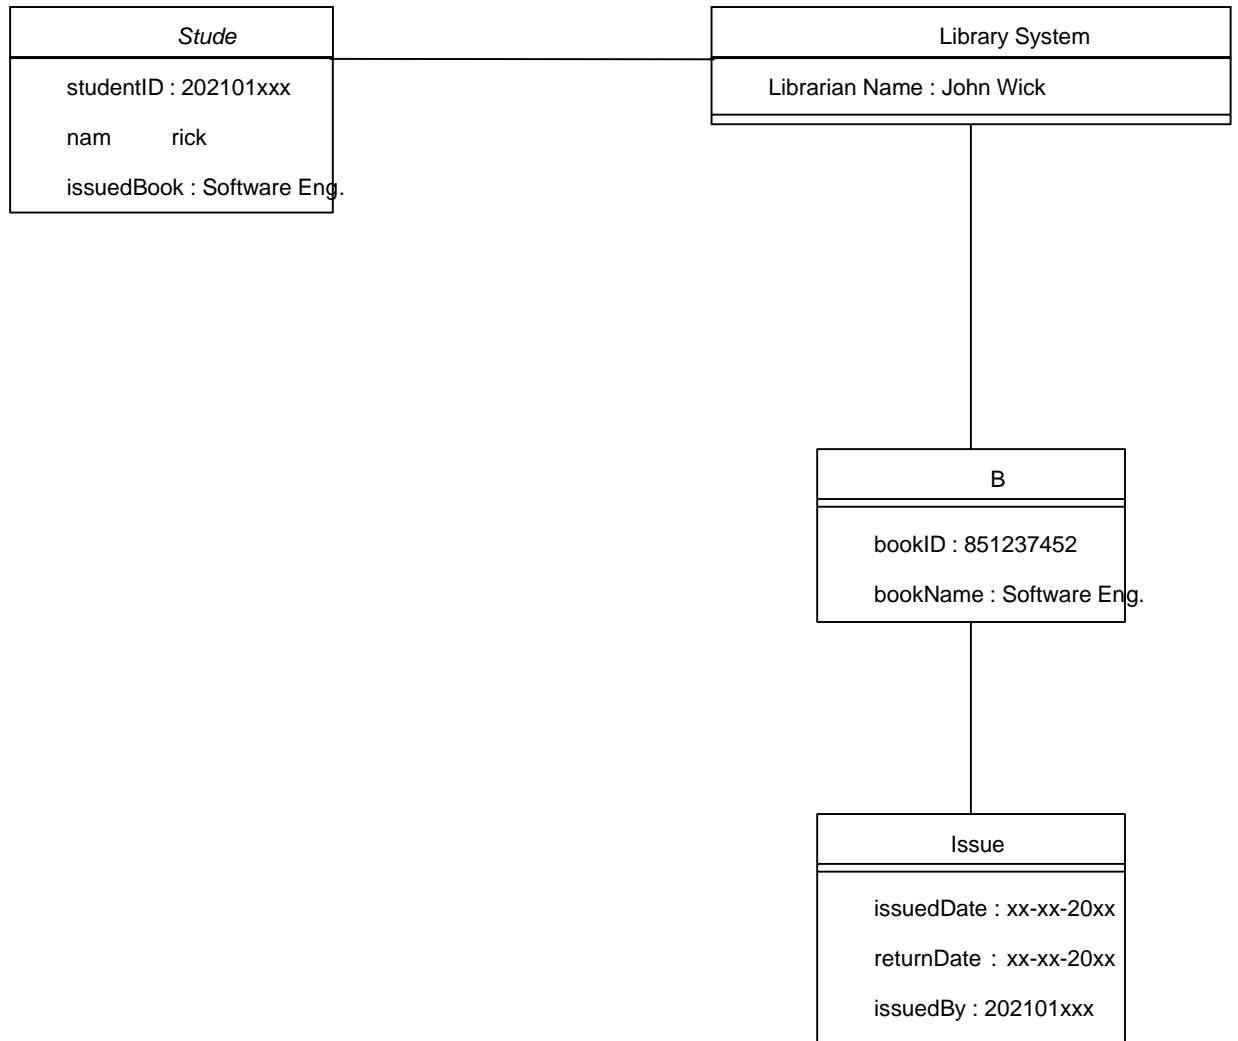 Stude
studentID : 202101xxx
nam rick
issuedBook : Software Eng.
Library System
Librarian Name : John Wick
B
bookID : 851237452
bookName : Software Eng.
Issue
issuedDate : xx-xx-20xx
returnDate : xx-xx-20xx
issuedBy : 202101xxx